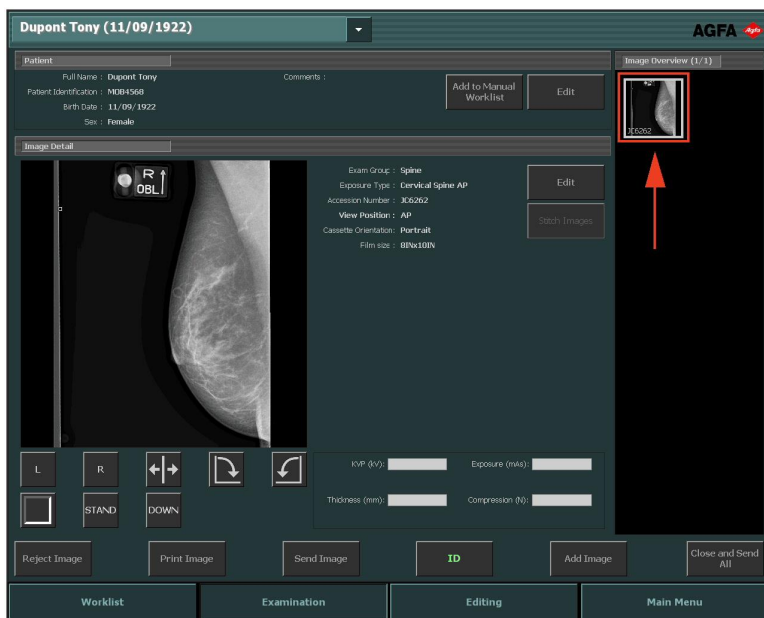 Dupont Tony (11/09/1922)
AGFA
Patient
Full Name : Dupont Tony
Patient Identification : MOB4568
Birth Date : 11/09/1922
Sex : Female
Comments :
Add to Manual
Worklist
Edit
Image Overview (1/1)
JC6262
Image Detail
R
OBL
Exam Group : Spine
Exposure Type : Cervical Spine AP
Accession Number : JC6262
View Position : AP
Cassette Orientation: Portrait
Film size : 8INx10IN
Edit
Stitch Images
L
R
STAND
DOWN
KVP (kV):
Exposure (mAs):
Thickness (mm):
Compression (N):
Reject Image
Print Image
Send Image
ID
Add Image
Close and Send
All
Worklist
Examination
Editing
Main Menu